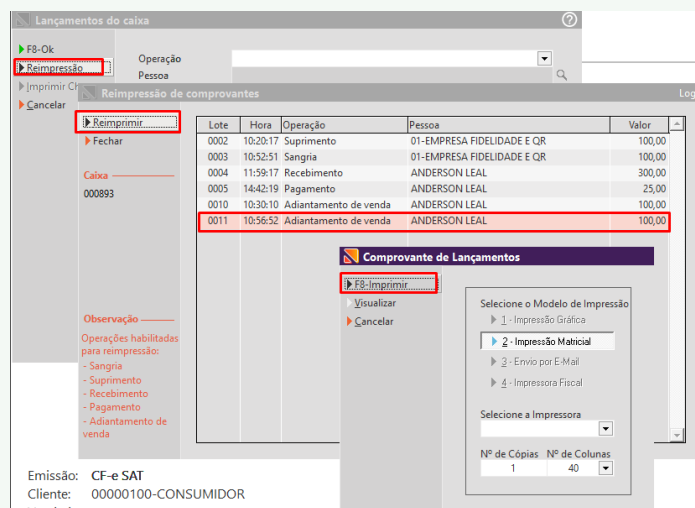 Lançamentos do caixa
F8-Ok
Reimpressão
Imprimir Ch
Cancelar
Operação
Pessoa
Reimpressão de comprovantes
Log
Reimprimir
Fechar
Caixa
000893
Lote Hora Operação Pessoa Valor
0002 10:20:17 Suprimento 01-EMPRESA FIDELIDADE E QR 100,00
0003 10:52:51 Sangria 01-EMPRESA FIDELIDADE E QR 100,00
0004 11:59:17 Recebimento ANDERSON LEAL 300,00
0005 14:42:19 Pagamento ANDERSON LEAL 25,00
0010 10:30:10 Adiantamento de venda ANDERSON LEAL 100,00
0011 10:56:52 Adiantamento de venda ANDERSON LEAL 100,00
Observação
Operações habilitadas
para reimpressão:
- Sangria
- Suprimento
- Recebimento
- Pagamento
- Adiantamento de
venda
Comprovante de Lançamentos
F8-Imprimir
Visualizar
Cancelar
Selecione o Modelo de Impressão
1 - Impressão Gráfica
2 - Impressão Matricial
3 - Envio por E-Mail
4 - Impressora Fiscal
Selecione a Impressora
Nº de Cópias Nº de Colunas
1 40
Emissão: CF-e SAT
Cliente: 00000100-CONSUMIDOR